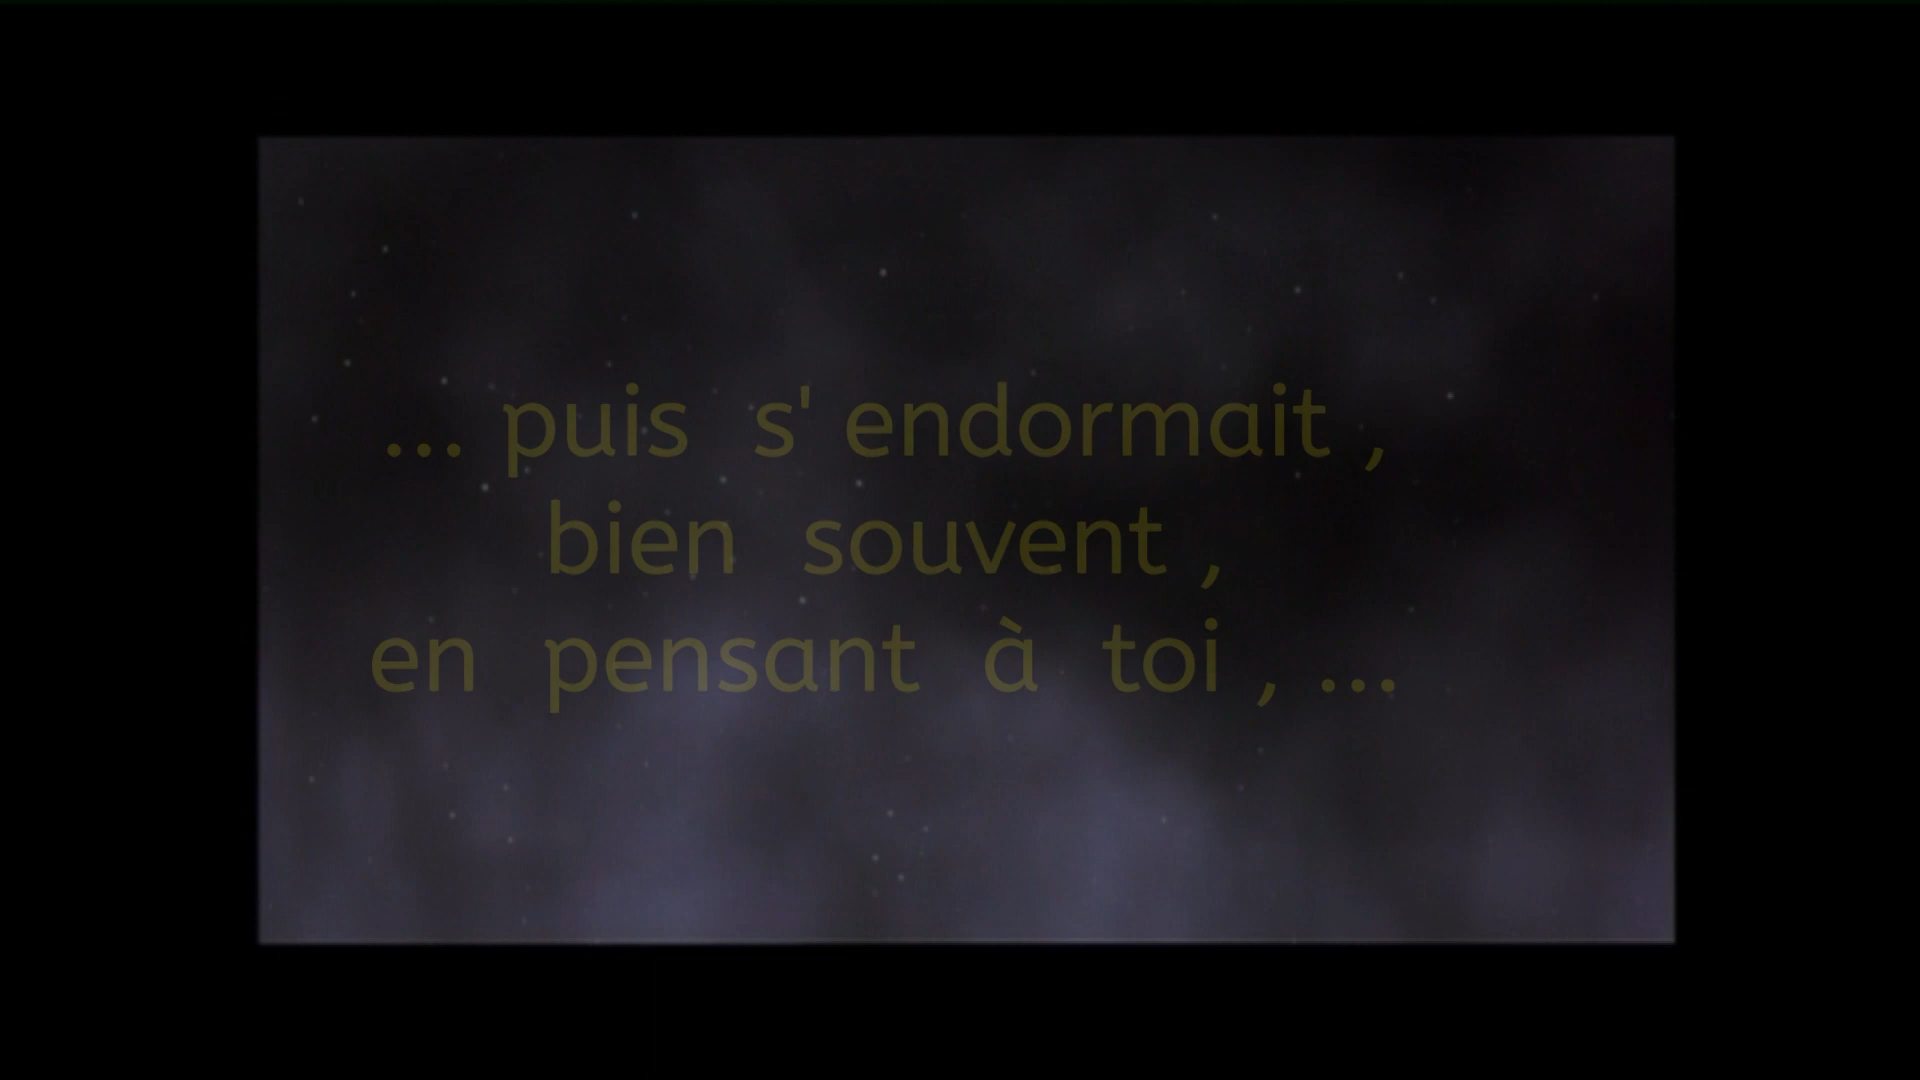 ... puis s' endormait ,
bien souvent ,
en pensant à toi , ...